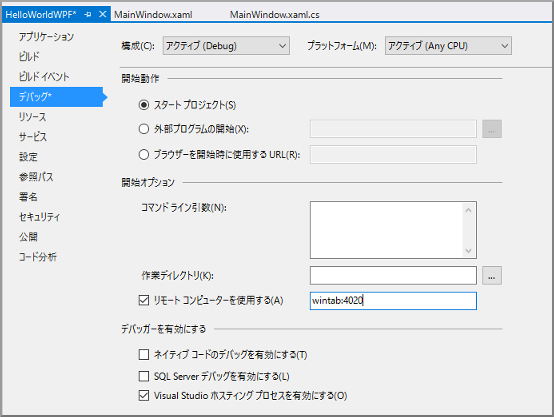 HelloWorldWPF* MainWindow.xaml MainWindow.xaml.cs
アプリケーション
ビルド
ビルド イベント
デバッグ*
リソース
サービス
設定
参照パス
署名
セキュリティ
公開
コード分析
構成(C): アクティブ (Debug) プラットフォーム(M): アクティブ (Any CPU)
開始動作
スタート プロジェクト(S)
外部プログラムの開始(X): ...
ブラウザーを開始時に使用する URL(R):
開始オプション
コマンド ライン引数(N):
作業ディレクトリ(K): ...
リモート コンピューターを使用する(A) wintab:4020
デバッガーを有効にする
ネイティブ コードのデバッグを有効にする(T)
SQL Server デバッグを有効にする(L)
Visual Studio ホスティング プロセスを有効にする(O)